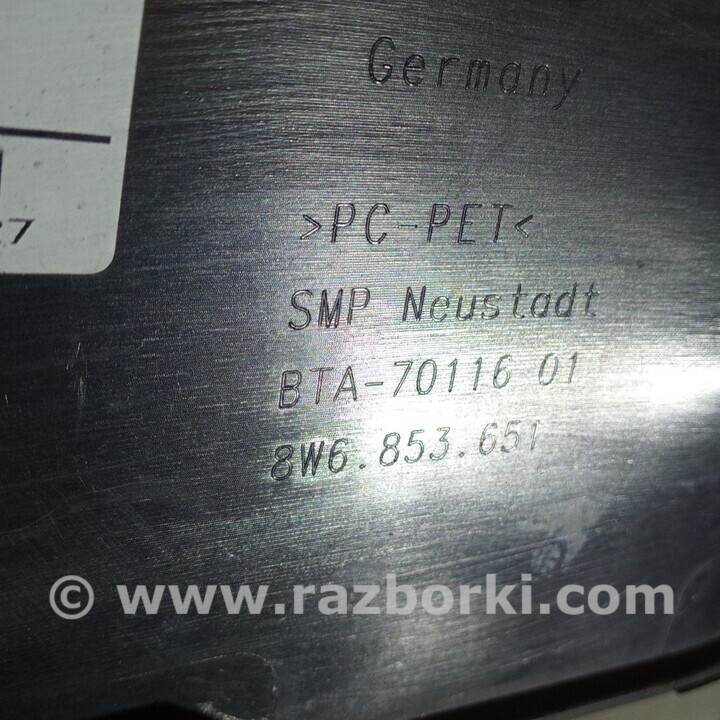 Germany
>PC-PET<
SMP Neustadt
BTA-70116 01
8W6.853.651
© www.razborki.com